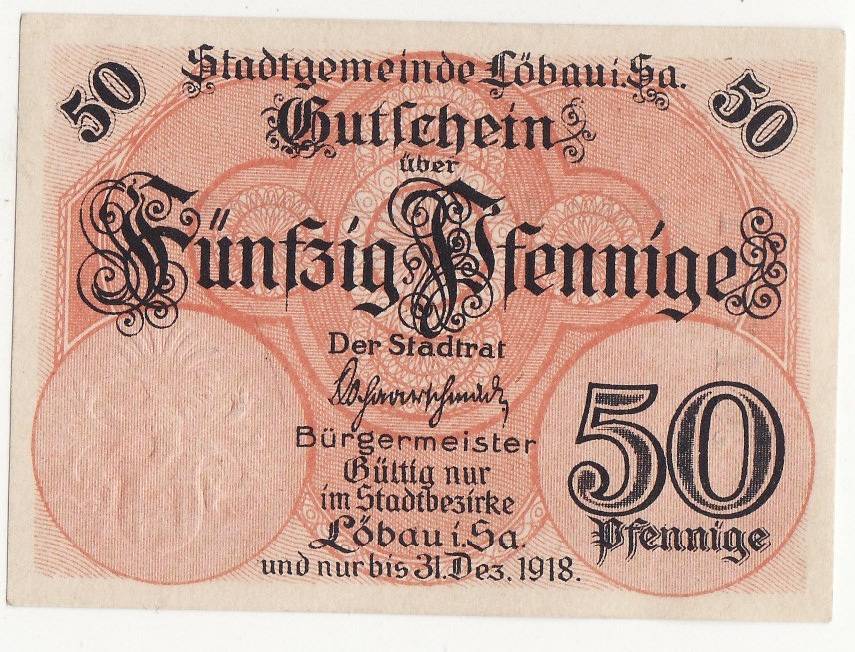 50
Stadtgemeinde Löbau i. Sa.
50
Gutschein
über
Fünfzig Pfennige
Der Stadtrat
Bürgermeister
Gültig nur
im Stadtbezirke
Löbau i. Sa.
und nur bis 31. Dez. 1918.
50
Pfennige